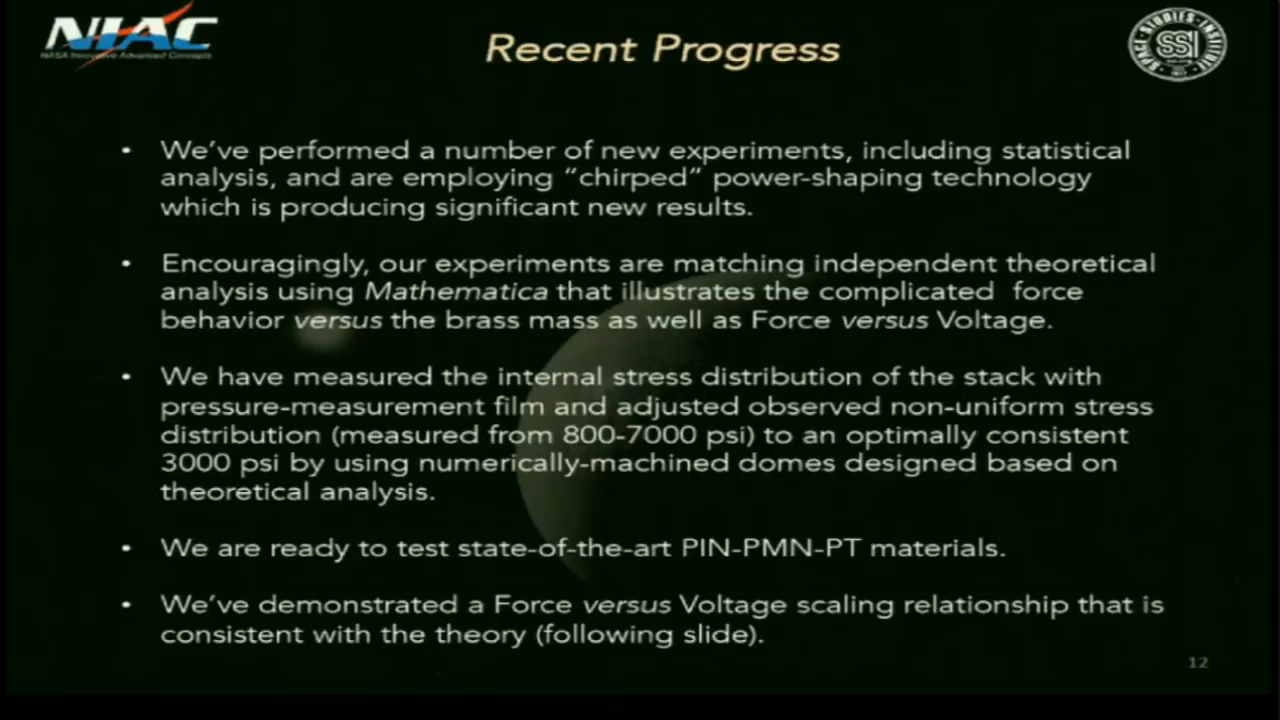 NIAC
NASA Innovative Advanced Concepts
Recent Progress
SPACE STUDIES INSTITUTE
SSI
• We've performed a number of new experiments, including statistical
analysis, and are employing “chirped” power-shaping technology
which is producing significant new results.
• Encouragingly, our experiments are matching independent theoretical
analysis using Mathematica that illustrates the complicated force
behavior versus the brass mass as well as Force versus Voltage.
• We have measured the internal stress distribution of the stack with
pressure-measurement film and adjusted observed non-uniform stress
distribution (measured from 800-7000 psi) to an optimally consistent
3000 psi by using numerically-machined domes designed based on
theoretical analysis.
• We are ready to test state-of-the-art PIN-PMN-PT materials.
• We've demonstrated a Force versus Voltage scaling relationship that is
consistent with the theory (following slide).
12